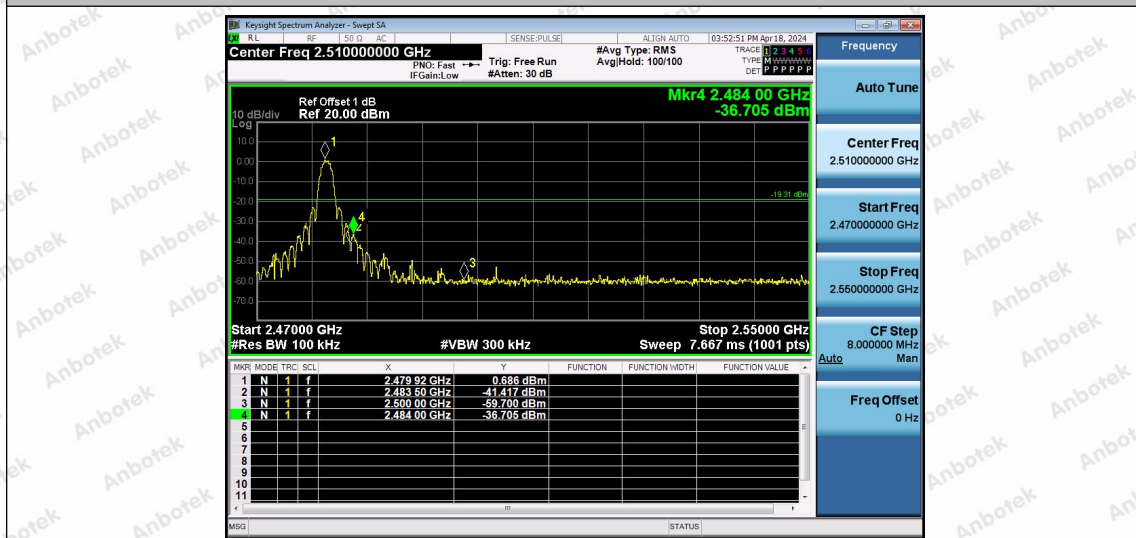 Keysight Spectrum Analyzer - Swept SA
RL RF 50 Ω AC SENSE:PULSE ALIGN AUTO 03:52:51 PM Apr 18, 2024
Center Freq 2.510000000 GHz
PNO: Fast
IFGain:Low
Trig: Free Run
#Atten: 30 dB
#Avg Type: RMS
Avg|Hold: 100/100
TRACE 1 2 3 4 5 6
TYPE M WWWWW
DET P P P P P P
Frequency
Auto Tune
Center Freq
2.510000000 GHz
Start Freq
2.470000000 GHz
Stop Freq
2.550000000 GHz
CF Step
8.000000 MHz
Auto Man
Freq Offset
0 Hz
Mkr4 2.484 00 GHz
-36.705 dBm
Ref Offset 1 dB
10 dB/div Ref 20.00 dBm
Log
10.0
0.00
-10.0
-20.0
-30.0
-40.0
-50.0
-60.0
-70.0
1
4
2
3
-19.31 dBm
Start 2.47000 GHz Stop 2.55000 GHz
#Res BW 100 kHz #VBW 300 kHz Sweep 7.667 ms (1001 pts)
MKR MODE TRC SCL X Y FUNCTION FUNCTION WIDTH FUNCTION VALUE
1 N 1 f 2.479 92 GHz 0.686 dBm
2 N 1 f 2.483 50 GHz -41.417 dBm
3 N 1 f 2.500 00 GHz -59.700 dBm
4 N 1 f 2.484 00 GHz -36.705 dBm
5
6
7
8
9
10
11
MSG STATUS
Anbotek